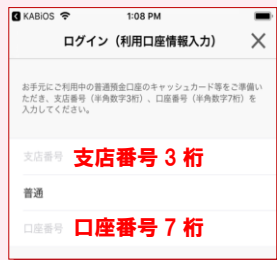 KABiOS 1:08 PM
ログイン（利用口座情報入力） ×
お手元にご利用中の普通預金口座のキャッシュカード等をご準備い
ただき、支店番号（半角数字3桁）、口座番号（半角数字7桁）を
入力してください。
支店番号 支店番号 3 桁
普通
口座番号 口座番号 7 桁